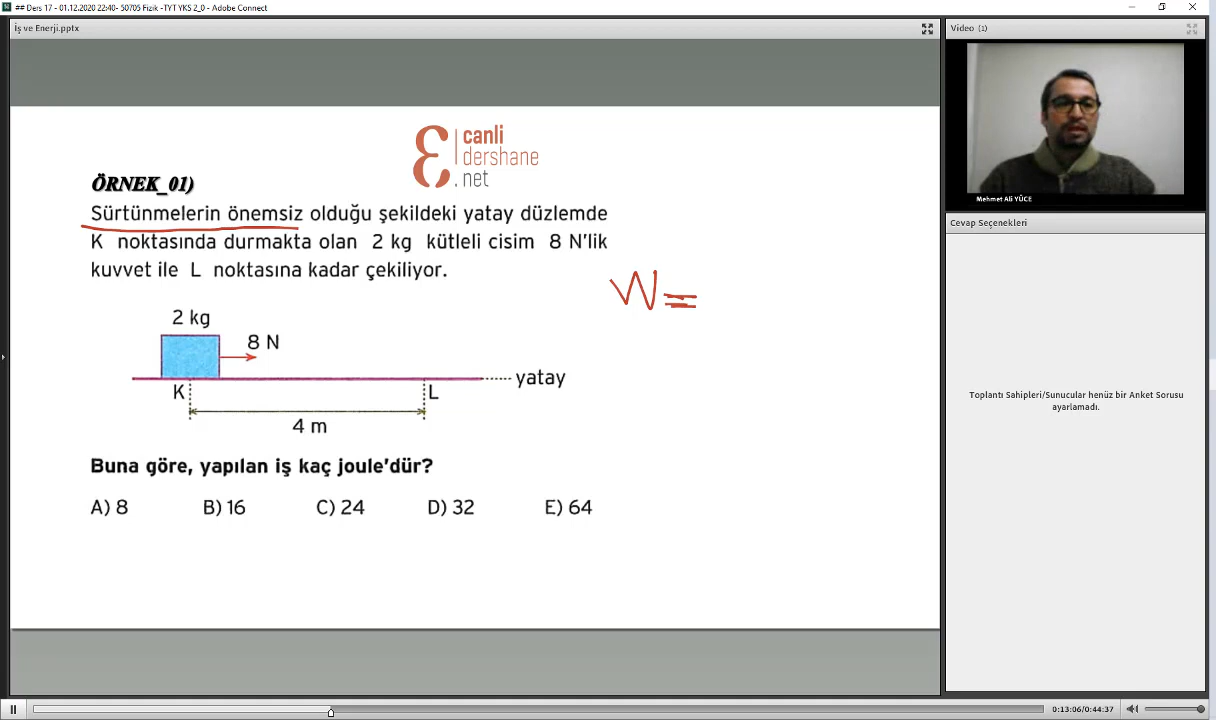 ## Ders 17 - 01.12.2020 22:40- 50705 Fizik -TYT YKS 2_0 - Adobe Connect
İş ve Enerji.pptx
Video (1)
canli
dershane
.net
Mehmet Ali YÜCE
Cevap Seçenekleri
ÖRNEK_01)
Sürtünmelerin önemsiz olduğu şekildeki yatay düzlemde
K noktasında durmakta olan 2 kg kütleli cisim 8 N'lik
kuvvet ile L noktasına kadar çekiliyor.
W=
2 kg
8 N
yatay
K
L
4 m
Buna göre, yapılan iş kaç joule'dür?
A) 8 B) 16 C) 24 D) 32 E) 64
Toplantı Sahipleri/Sunucular henüz bir Anket Sorusu
ayarlamadı.
0:13:06/0:44:37